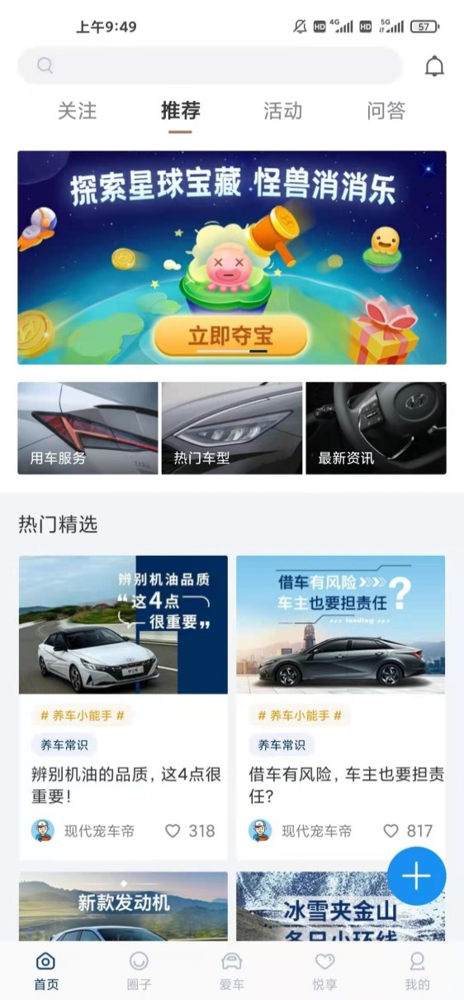 上午9:49
HD 4G HD 5G 57
关注 推荐 活动 问答
探索星球宝藏 怪兽消消乐
立即夺宝
用车服务 热门车型 最新资讯
热门精选
辨别机油品质
“这4点
很重要”
借车有风险
车主也要担责任?
loading
# 养车小能手 #
养车常识
辨别机油的品质，这4点很
重要！
现代宠车帝 318
# 养车小能手 #
养车常识
借车有风险，车主也要担责
任？
现代宠车帝 817
新款发动机
冰雪夹金山
冬日小环线
首页 圈子 爱车 悦享 我的